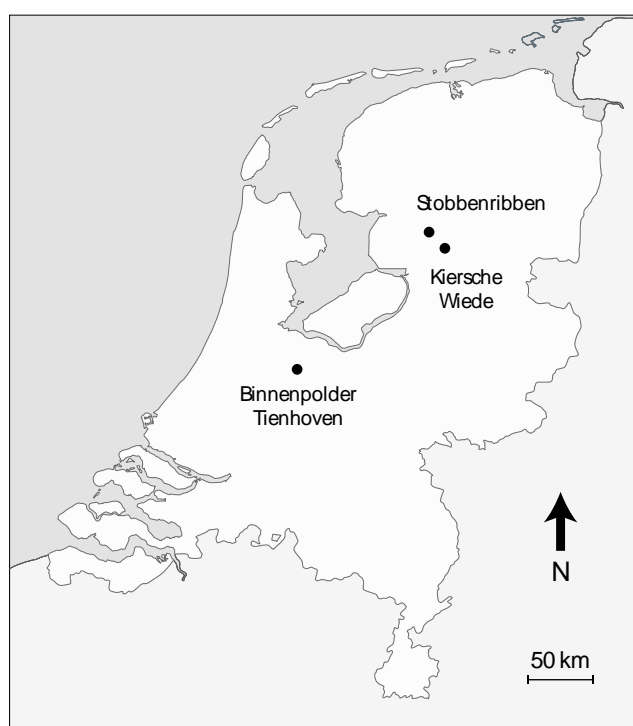 Stobbenribben
Kiersche
Wiede
Binnenpolder
Tienhoven
N
50 km